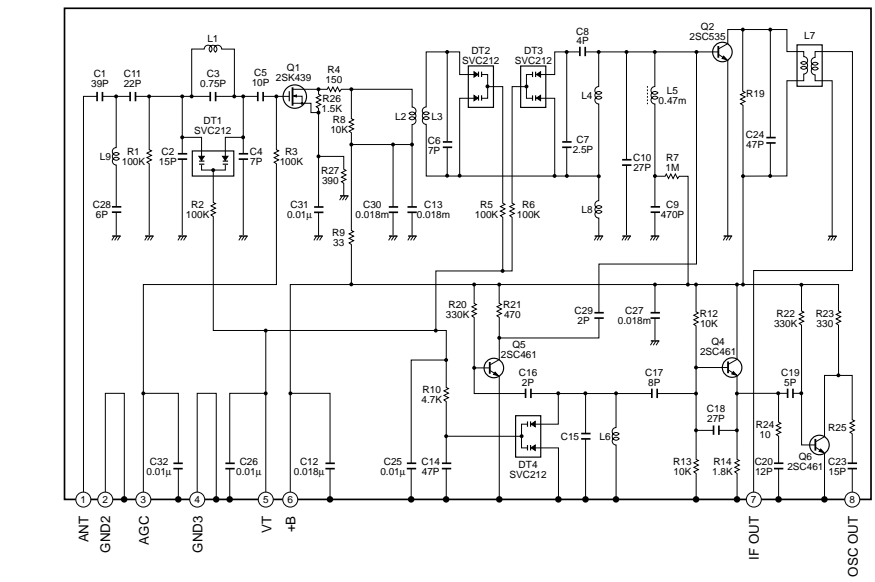 L1
Q1
2SK439
C1
39P
C11
22P
C3
0.75P
C5
10P
R4
150
R26
1.5K
R8
10K
L2
L3
DT2
SVC212
DT3
SVC212
C8
4P
Q2
2SC535
L7
L4
L5
0.47m
R19
DT1
SVC212
L9
R1
100K
C2
15P
C4
7P
R3
100K
C6
7P
C7
2.5P
C10
27P
C24
47P
R7
1M
R27
390
C28
6P
R2
100K
C31
0.01µ
C30
0.018m
C13
0.018m
R5
100K
R6
100K
L8
C9
470P
R9
33
R20
330K
R21
470
C29
2P
C27
0.018m
R12
10K
R22
330K
R23
330
Q5
2SC461
Q4
2SC461
C16
2P
C17
8P
C19
5P
R10
4.7K
C18
27P
R24
10
R25
C15
L6
Q6
2SC461
DT4
SVC212
C32
0.01µ
C26
0.01µ
C12
0.018µ
C25
0.01µ
C14
47P
R13
10K
R14
1.8K
C20
12P
C23
15P
1
2
3
4
5
6
7
8
ANT
GND2
AGC
GND3
VT
+B
IF OUT
OSC OUT